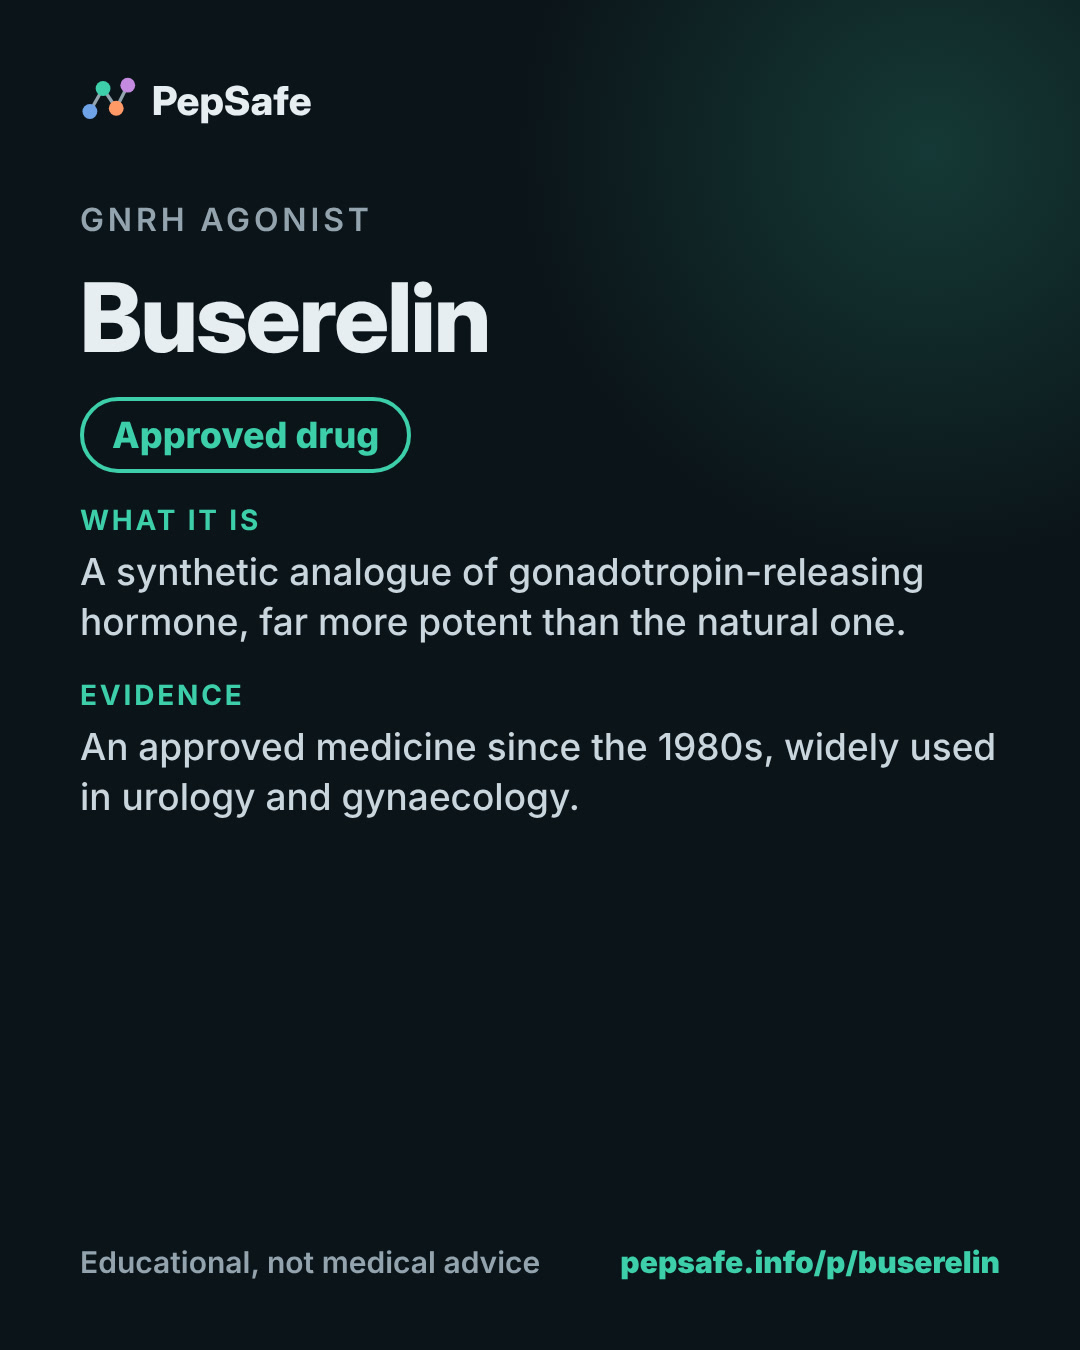 PepSafe
GNRH AGONIST
Buserelin
Approved drug
WHAT IT IS
A synthetic analogue of gonadotropin-releasing
hormone, far more potent than the natural one.
EVIDENCE
An approved medicine since the 1980s, widely used
in urology and gynaecology.
Educational, not medical advice
pepsafe.info/p/buserelin